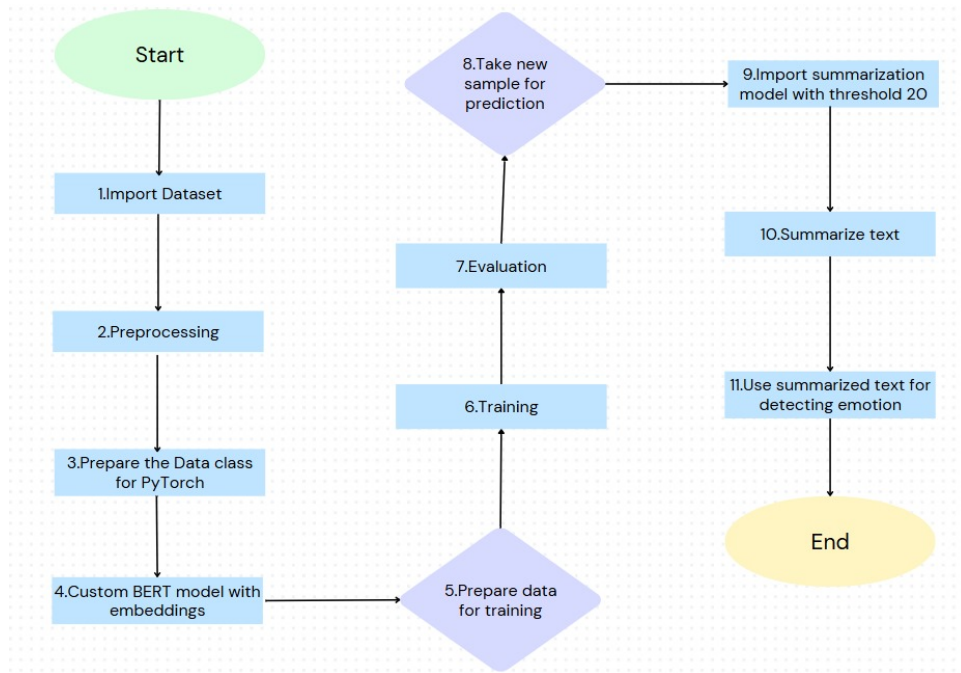 Start
1.Import Dataset
2.Preprocessing
3.Prepare the Data class
for PyTorch
4.Custom BERT model with
embeddings
5.Prepare data
for training
6.Training
7.Evaluation
8.Take new
sample for
prediction
9.Import summarization
model with threshold 20
10.Summarize text
11.Use summarized text for
detecting emotion
End